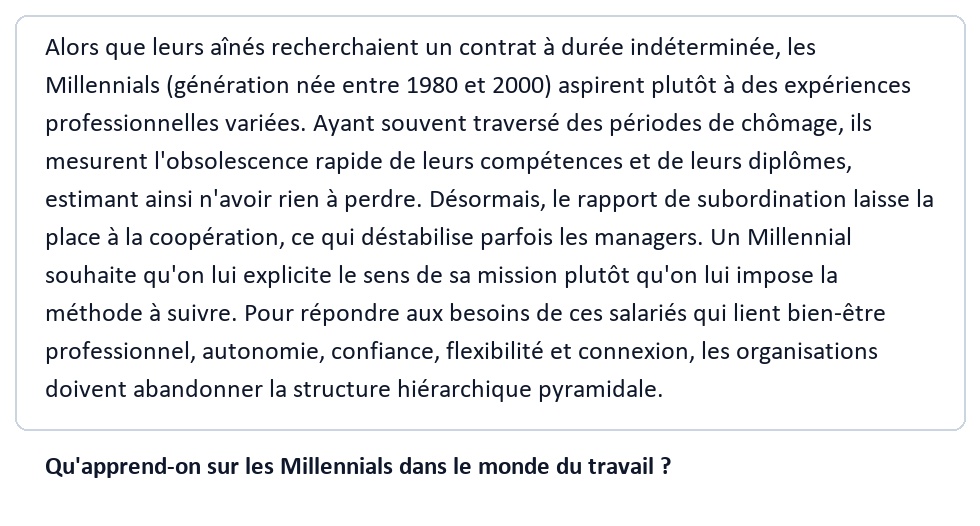 Alors que leurs aînés recherchaient un contrat à durée indéterminée, les
Millennials (génération née entre 1980 et 2000) aspirent plutôt à des expériences
professionnelles variées. Ayant souvent traversé des périodes de chômage, ils
mesurent l'obsolescence rapide de leurs compétences et de leurs diplômes,
estimant ainsi n'avoir rien à perdre. Désormais, le rapport de subordination laisse la
place à la coopération, ce qui déstabilise parfois les managers. Un Millennial
souhaite qu'on lui explicite le sens de sa mission plutôt qu'on lui impose la
méthode à suivre. Pour répondre aux besoins de ces salariés qui lient bien-être
professionnel, autonomie, confiance, flexibilité et connexion, les organisations
doivent abandonner la structure hiérarchique pyramidale.
Qu'apprend-on sur les Millennials dans le monde du travail ?